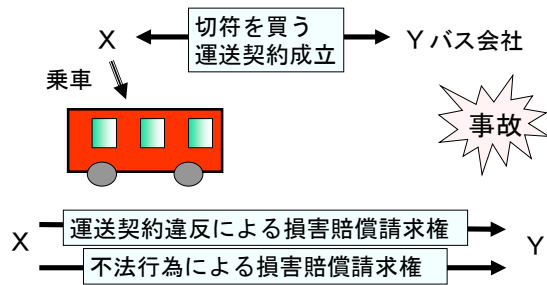 切符を買う
運送契約成立
X
Y バス会社
乗車
事故
運送契約違反による損害賠償請求権
X
Y
不法行為による損害賠償請求権